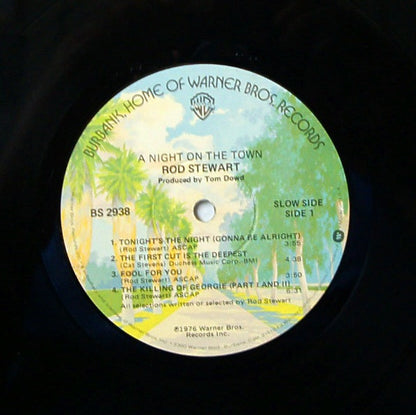 BURBANK, HOME OF WARNER BROS. RECORDS
A NIGHT ON THE TOWN
ROD STEWART
Produced by Tom Dowd
BS 2938
SLOW SIDE
SIDE 1
1. TONIGHT'S THE NIGHT (GONNA BE ALRIGHT)
(Rod Stewart) ASCAP 3:55
2. THE FIRST CUT IS THE DEEPEST
(Cat Stevens) Duchess Music Corp. BMI) 4:38
3. FOOL FOR YOU
(Rod Stewart) ASCAP 3:50
4. THE KILLING OF GEORGIE (PART I AND II)
(Rod Stewart) ASCAP 6:31
All selections written or selected by Rod Stewart
℗1976 Warner Bros.
Records Inc.